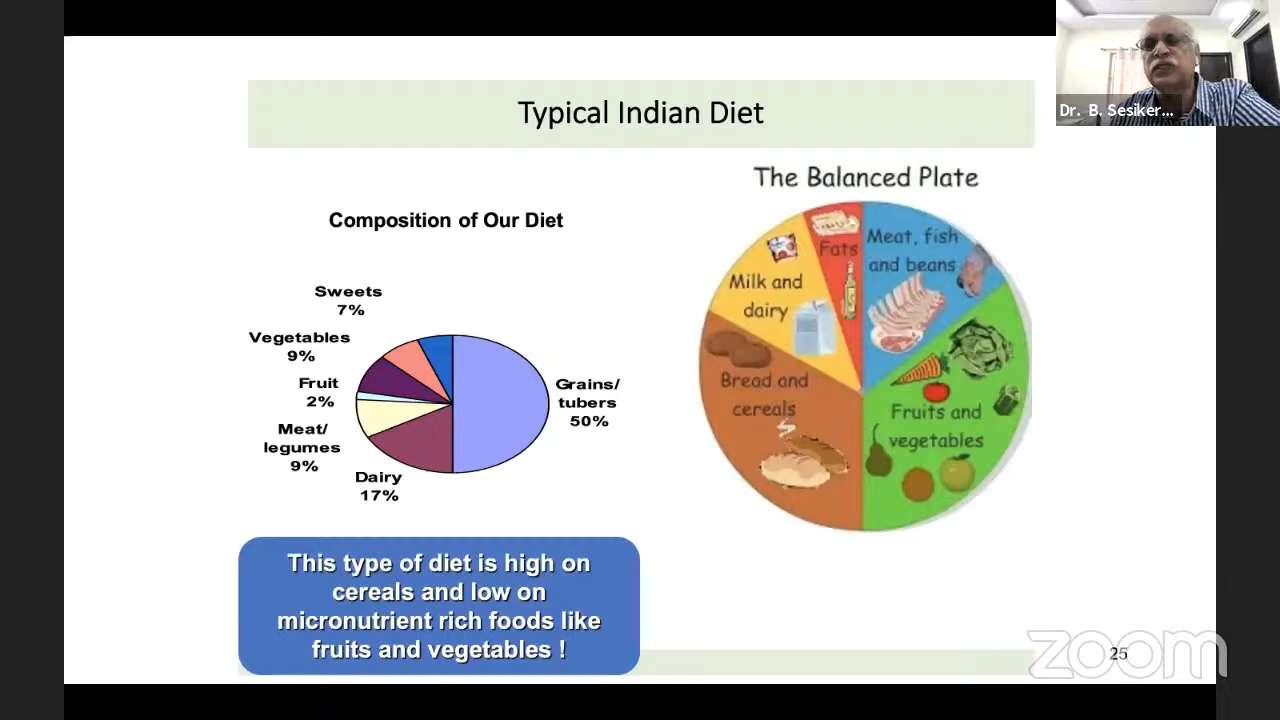 Dr. B. Sesiker...
Typical Indian Diet
Composition of Our Diet
Sweets
7%
Vegetables
9%
Fruit
2%
Meat/
legumes
9%
Dairy
17%
Grains/
tubers
50%
The Balanced Plate
Fats
Meat, fish
and beans
Milk and
dairy
Bread and
cereals
Fruits and
vegetables
This type of diet is high on
cereals and low on
micronutrient rich foods like
fruits and vegetables !
25
zoom